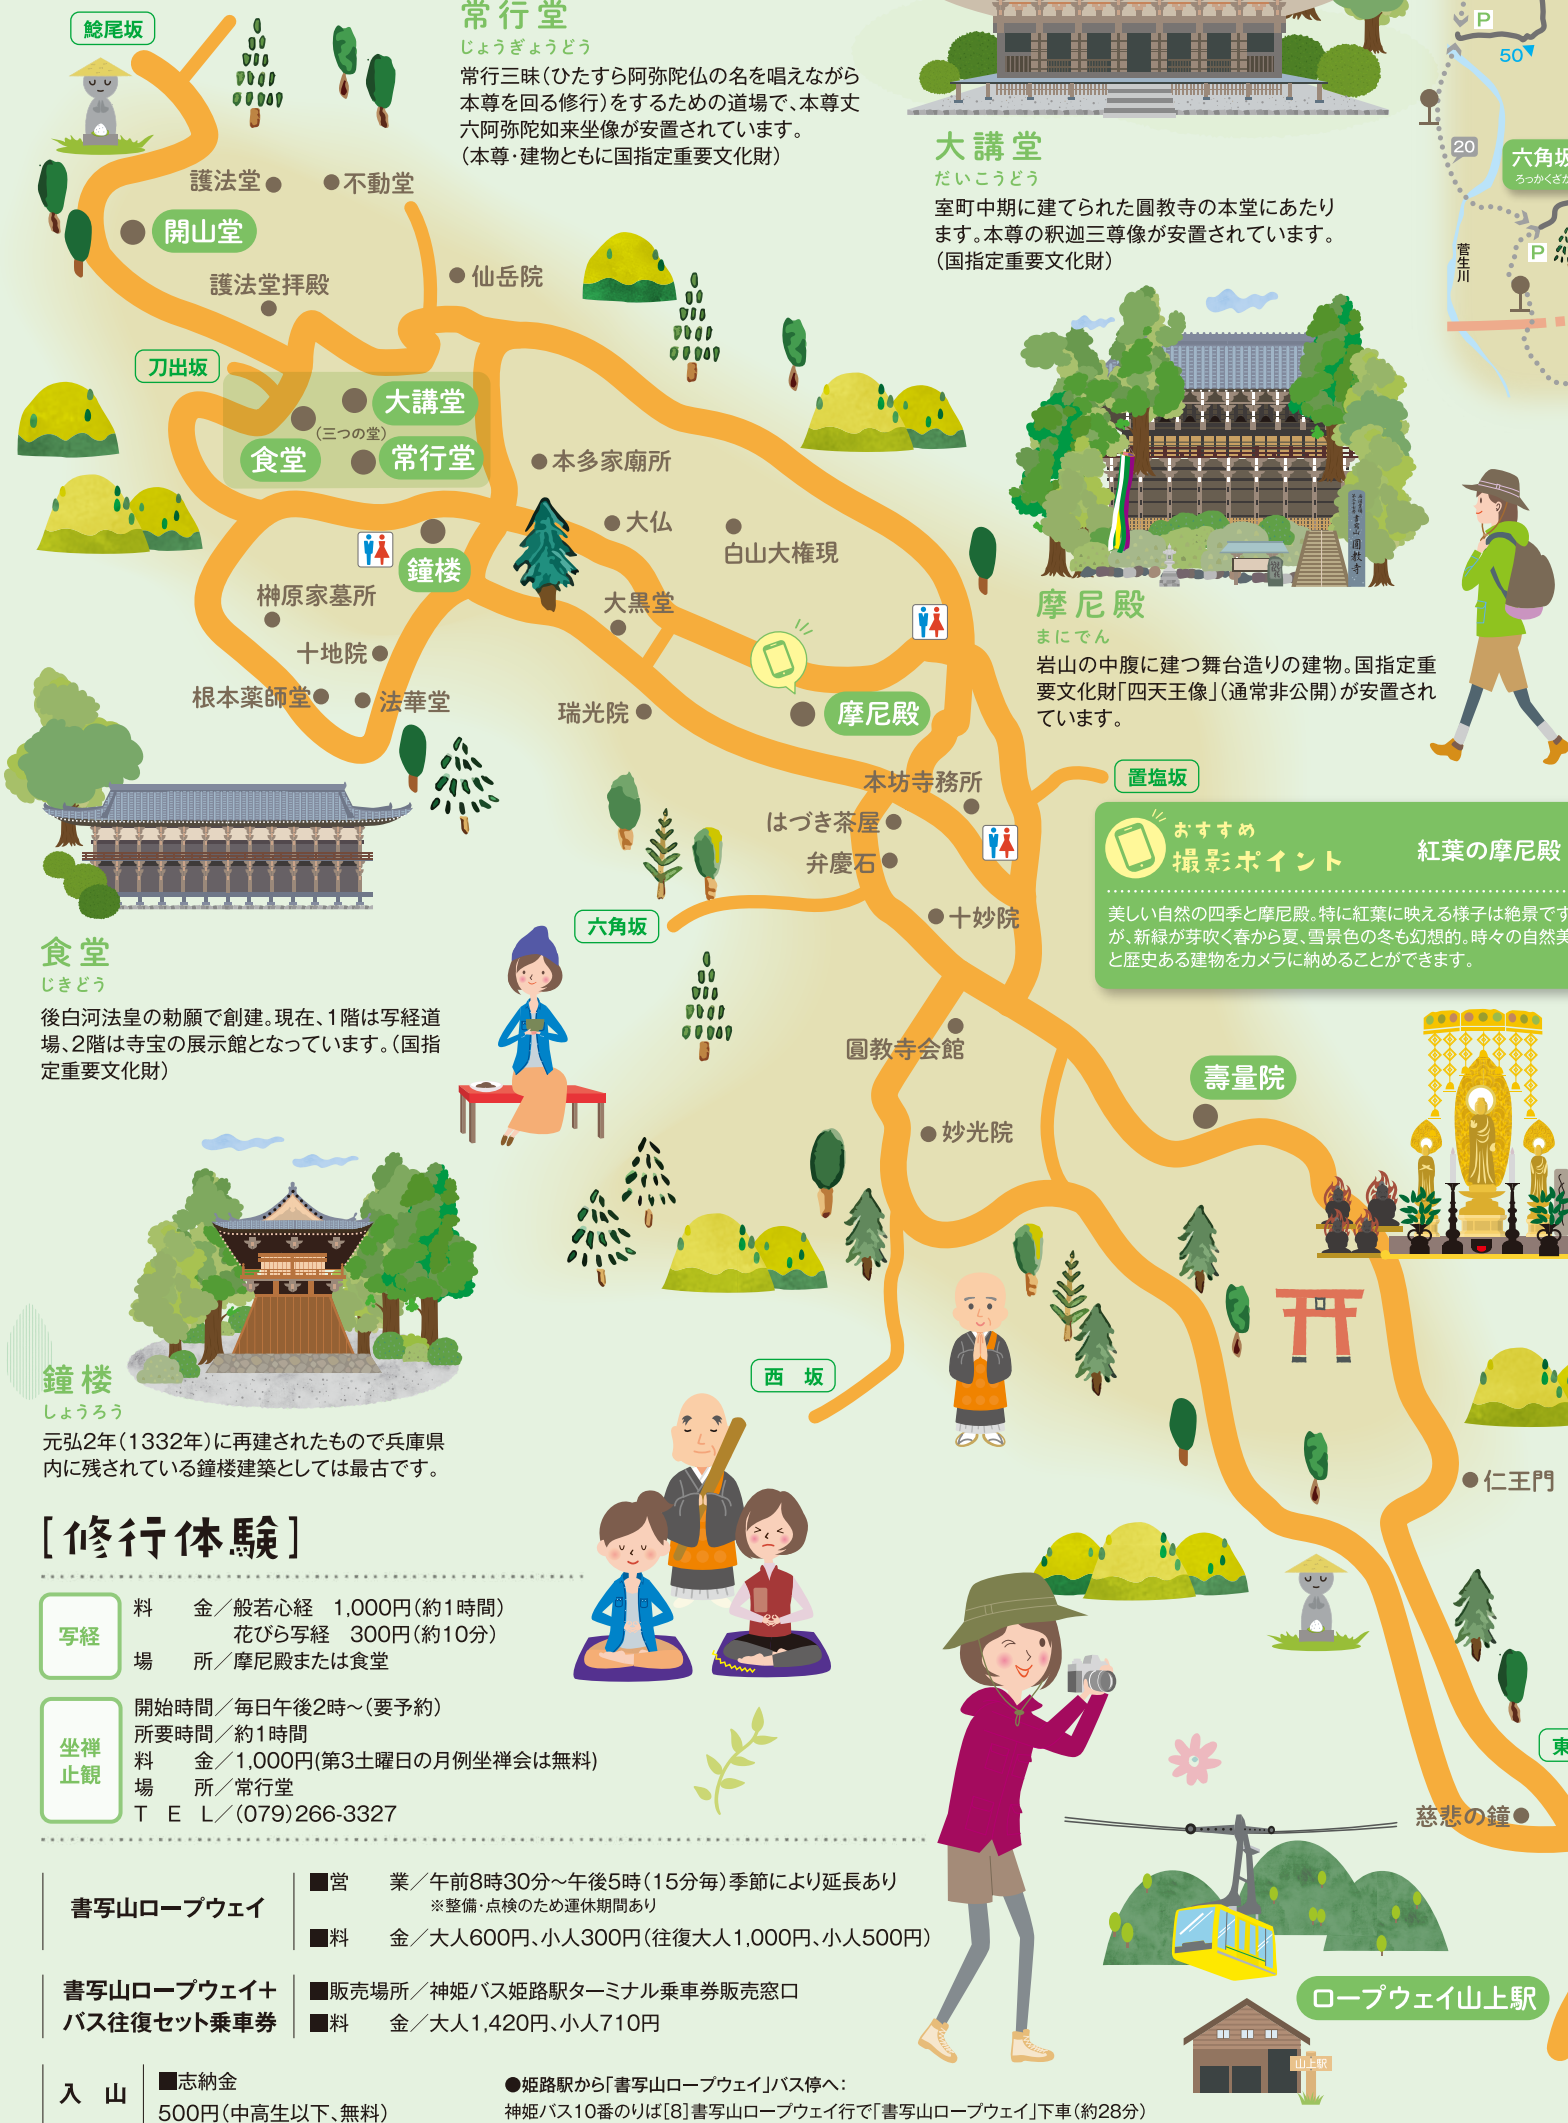 鯰尾坂
常行堂
じょうぎょうどう
常行三昧（ひたすら阿弥陀仏の名を唱えながら
本尊を回る修行）をするための道場で、本尊丈
六阿弥陀如来坐像が安置されています。
（本尊・建物ともに国指定重要文化財）
大講堂
だいこうどう
室町中期に建てられた圓教寺の本堂にあたり
ます。本尊の釈迦三尊像が安置されています。
（国指定重要文化財）
P
50
20
六角坂
ろっかくざか
菅生川
P
護法堂
不動堂
開山堂
護法堂拝殿
仙岳院
刀出坂
大講堂
（三つの堂）
食堂
常行堂
本多家廟所
大仏
白山大権現
鐘楼
榊原家墓所
大黒堂
十地院
根本薬師堂
法華堂
瑞光院
摩尼殿
圓教寺
摩尼殿
まにでん
岩山の中腹に建つ舞台造りの建物。国指定重
要文化財「四天王像」（通常非公開）が安置され
ています。
置塩坂
本坊寺務所
はづき茶屋
弁慶石
十妙院
六角坂
おすすめ
撮影ポイント
紅葉の摩尼殿
美しい自然の四季と摩尼殿。特に紅葉に映える様子は絶景です
が、新緑が芽吹く春から夏、雪景色の冬も幻想的。時々の自然美
と歴史ある建物をカメラに納めることができます。
食堂
じきどう
後白河法皇の勅願で創建。現在、1階は写経道
場、2階は寺宝の展示館となっています。（国指
定重要文化財）
圓教寺会館
壽量院
妙光院
西　坂
鐘楼
しょうろう
元弘2年（1332年）に再建されたもので兵庫県
内に残されている鐘楼建築としては最古です。
仁王門
［修行体験］
写経
料　　金／般若心経　1,000円（約1時間）
花びら写経　300円（約10分）
場　　所／摩尼殿または食堂
坐禅
止観
開始時間／毎日午後2時～（要予約）
所要時間／約1時間
料　　金／1,000円(第3土曜日の月例坐禅会は無料)
場　　所／常行堂
T　E　L／（079）266-3327
東
慈悲の鐘
書写山ロープウェイ
■営　　業／午前8時30分～午後5時（15分毎）季節により延長あり
※整備・点検のため運休期間あり
■料　　金／大人600円、小人300円（往復大人1,000円、小人500円）
書写山ロープウェイ＋
バス往復セット乗車券
■販売場所／神姫バス姫路駅ターミナル乗車券販売窓口
■料　　金／大人1,420円、小人710円
ロープウェイ山上駅
山上駅
入　山
■志納金
500円（中高生以下、無料）
●姫路駅から「書写山ロープウェイ」バス停へ：
神姫バス10番のりば［8］書写山ロープウェイ行で「書写山ロープウェイ」下車（約28分）